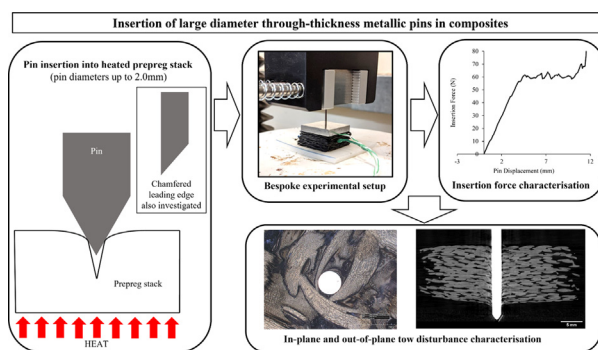 Insertion of large diameter through-thickness metallic pins in composites
Pin insertion into heated prepreg stack
(pin diameters up to 2.0mm)
Pin
Chamfered
leading edge
also investigated
Prepreg stack
HEAT
Bespoke experimental setup
80
70
60
50
40
30
20
10
0
Insertion Force (N)
-3
2
7
12
Pin Displacement (mm)
Insertion force characterisation
5 mm
In-plane and out-of-plane tow disturbance characterisation